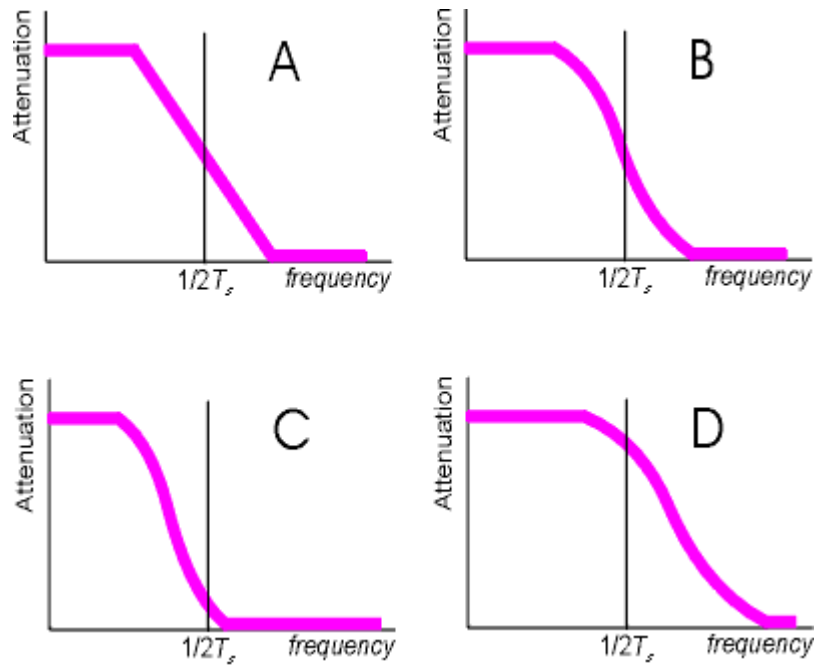 Attenuation
A
1/2Ts frequency
Attenuation
B
1/2Ts frequency
Attenuation
C
1/2Ts frequency
Attenuation
D
1/2Ts frequency